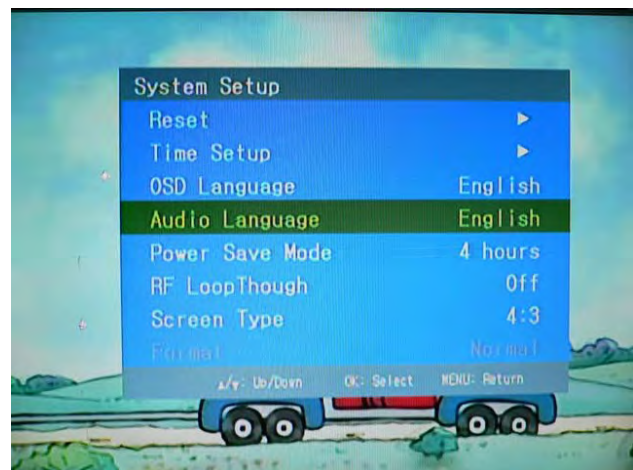 System Setup
Reset
Time Setup
OSD Language English
Audio Language English
Power Save Mode 4 hours
RF LoopThough Off
Screen Type 4:3
Format Normal
▲/▼: Up/Down OK: Select MENU: Return